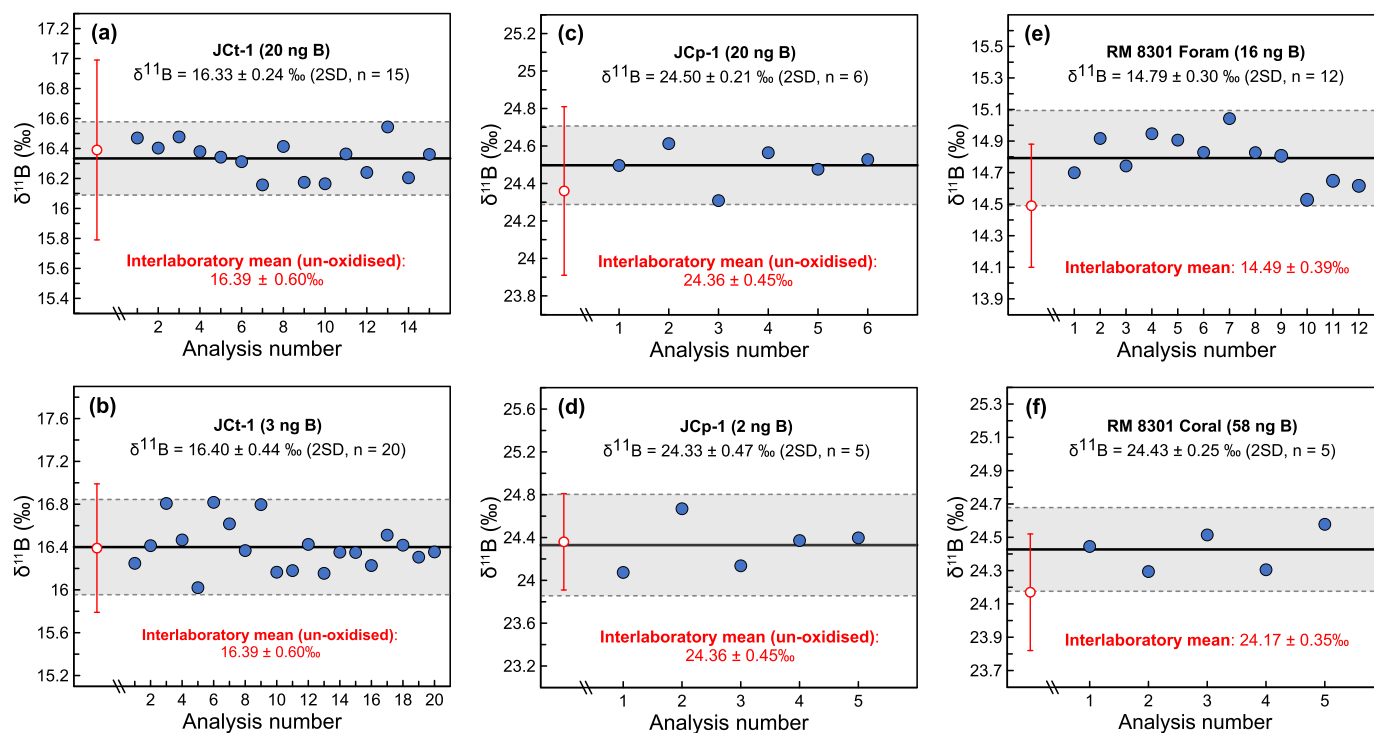 (a)
JCt-1 (20 ng B)
δ11B = 16.33 ± 0.24 ‰ (2SD, n = 15)
Interlaboratory mean (un-oxidised):
16.39 ± 0.60‰
δ11B (‰)
17.2
17
16.8
16.6
16.4
16.2
16
15.8
15.6
15.4
2 4 6 8 10 12 14
Analysis number
(c)
JCp-1 (20 ng B)
δ11B = 24.50 ± 0.21 ‰ (2SD, n = 6)
Interlaboratory mean (un-oxidised):
24.36 ± 0.45‰
δ11B (‰)
25.2
25
24.8
24.6
24.4
24.2
24
23.8
1 2 3 4 5 6
Analysis number
(e)
RM 8301 Foram (16 ng B)
δ11B = 14.79 ± 0.30 ‰ (2SD, n = 12)
Interlaboratory mean: 14.49 ± 0.39‰
δ11B (‰)
15.5
15.3
15.1
14.9
14.7
14.5
14.3
14.1
13.9
1 2 3 4 5 6 7 8 9 10 11 12
Analysis number
(b)
JCt-1 (3 ng B)
δ11B = 16.40 ± 0.44 ‰ (2SD, n = 20)
Interlaboratory mean (un-oxidised):
16.39 ± 0.60‰
δ11B (‰)
17.6
17.2
16.8
16.4
16
15.6
15.2
2 4 6 8 10 12 14 16 18 20
Analysis number
(d)
JCp-1 (2 ng B)
δ11B = 24.33 ± 0.47 ‰ (2SD, n = 5)
Interlaboratory mean (un-oxidised):
24.36 ± 0.45‰
δ11B (‰)
25.6
25.2
24.8
24.4
24
23.6
23.2
1 2 3 4 5
Analysis number
(f)
RM 8301 Coral (58 ng B)
δ11B = 24.43 ± 0.25 ‰ (2SD, n = 5)
Interlaboratory mean: 24.17 ± 0.35‰
δ11B (‰)
25.3
25.1
24.9
24.7
24.5
24.3
24.1
23.9
23.7
1 2 3 4 5
Analysis number